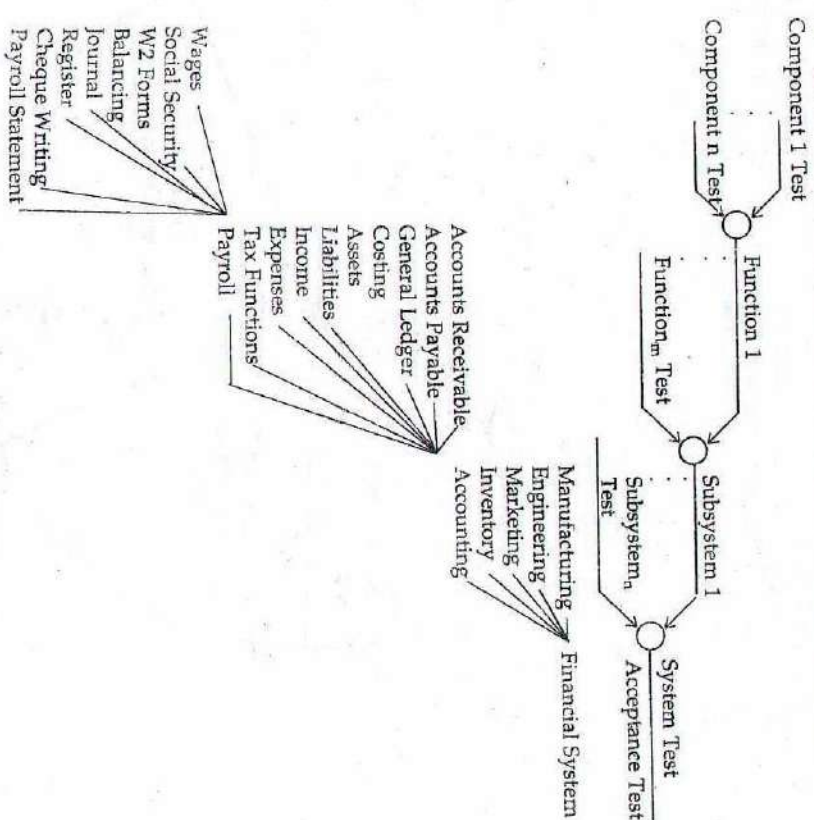 Component 1 Test
.
.
Component n Test
Function 1
.
.
Function_m Test
Subsystem 1
.
.
Subsystem_n
Test
System Test
Acceptance Test
Wages
Social Security
W2 Forms
Balancing
Journal
Register
Cheque Writing
Payroll Statement
Accounts Receivable
Accounts Payable
General Ledger
Costing
Assets
Liabilities
Income
Expenses
Tax Functions
Payroll
Manufacturing
Engineering
Marketing
Inventory
Accounting
Financial System